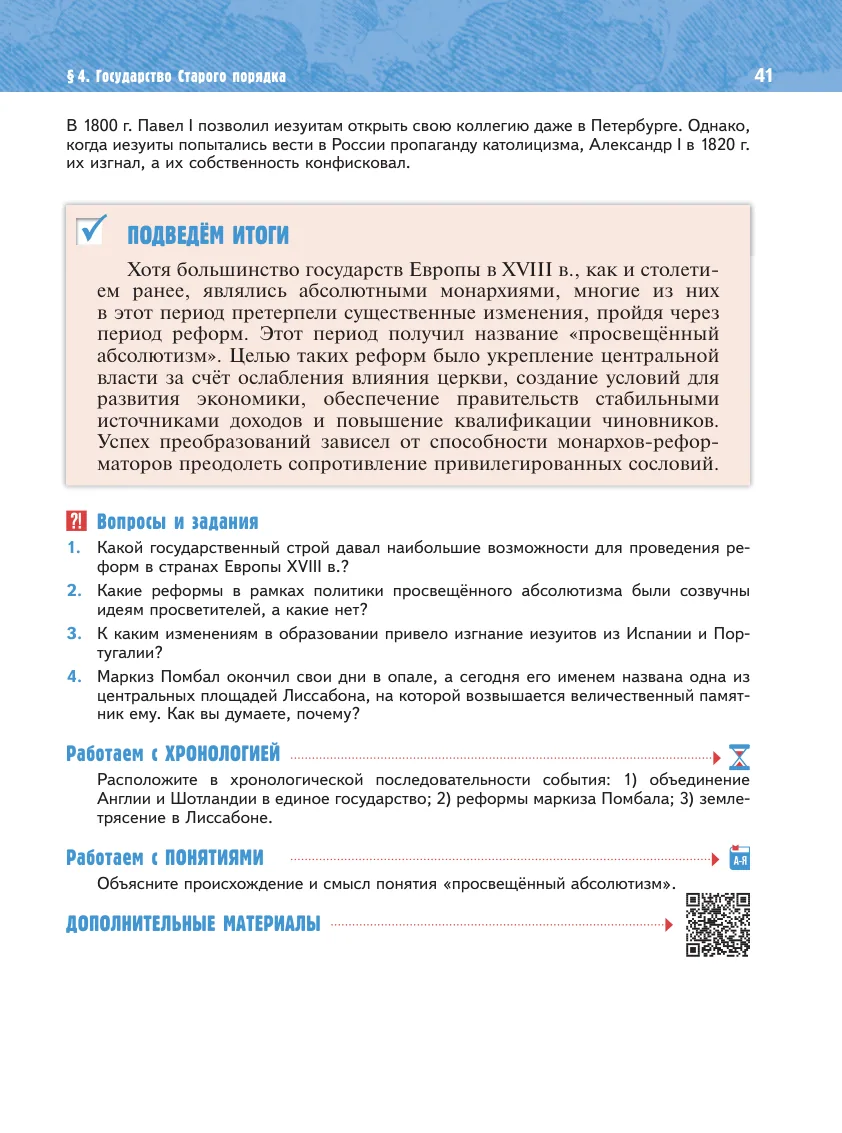 § 4. Государство Старого порядка
41
В 1800 г. Павел I позволил иезуитам открыть свою коллегию даже в Петербурге. Однако,
когда иезуиты попытались вести в России пропаганду католицизма, Александр I в 1820 г.
их изгнал, а их собственность конфисковал.
ПОДВЕДЁМ ИТОГИ
Хотя большинство государств Европы в XVIII в., как и столети-
ем ранее, являлись абсолютными монархиями, многие из них
в этот период претерпели существенные изменения, пройдя через
период реформ. Этот период получил название «просвещённый
абсолютизм». Целью таких реформ было укрепление центральной
власти за счёт ослабления влияния церкви, создание условий для
развития экономики, обеспечение правительств стабильными
источниками доходов и повышение квалификации чиновников.
Успех преобразований зависел от способности монархов-рефор-
маторов преодолеть сопротивление привилегированных сословий.
?! Вопросы и задания
1. Какой государственный строй давал наибольшие возможности для проведения ре-
форм в странах Европы XVIII в.?
2. Какие реформы в рамках политики просвещённого абсолютизма были созвучны
идеям просветителей, а какие нет?
3. К каким изменениям в образовании привело изгнание иезуитов из Испании и Пор-
тугалии?
4. Маркиз Помбал окончил свои дни в опале, а сегодня его именем названа одна из
центральных площадей Лиссабона, на которой возвышается величественный памят-
ник ему. Как вы думаете, почему?
Работаем с ХРОНОЛОГИЕЙ
Расположите в хронологической последовательности события: 1) объединение
Англии и Шотландии в единое государство; 2) реформы маркиза Помбала; 3) земле-
трясение в Лиссабоне.
Работаем с ПОНЯТИЯМИ
А-Я
Объясните происхождение и смысл понятия «просвещённый абсолютизм».
ДОПОЛНИТЕЛЬНЫЕ МАТЕРИАЛЫ